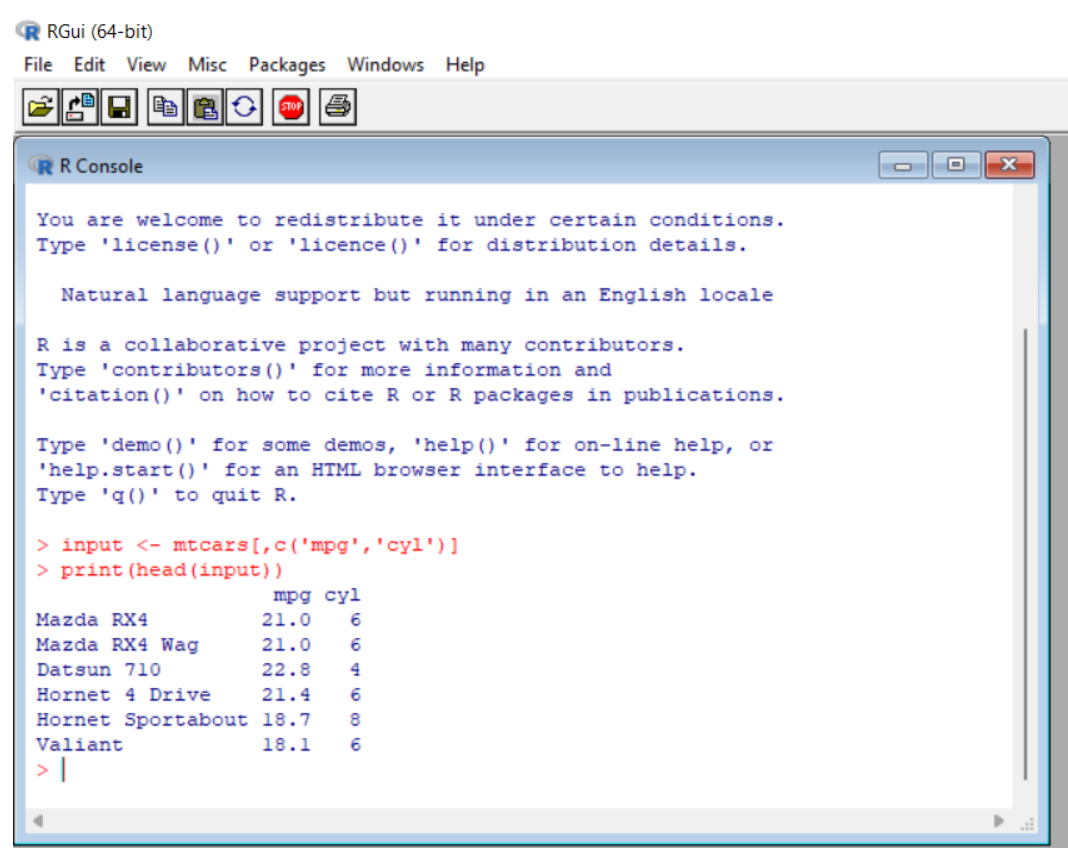 RGui (64-bit)
File Edit View Misc Packages Windows Help
STOP
R Console
You are welcome to redistribute it under certain conditions.
Type 'license()' or 'licence()' for distribution details.
  Natural language support but running in an English locale
R is a collaborative project with many contributors.
Type 'contributors()' for more information and
'citation()' on how to cite R or R packages in publications.
Type 'demo()' for some demos, 'help()' for on-line help, or
'help.start()' for an HTML browser interface to help.
Type 'q()' to quit R.
> input <- mtcars[,c('mpg','cyl')]
> print(head(input))
                   mpg cyl
Mazda RX4         21.0   6
Mazda RX4 Wag     21.0   6
Datsun 710        22.8   4
Hornet 4 Drive    21.4   6
Hornet Sportabout 18.7   8
Valiant           18.1   6
>